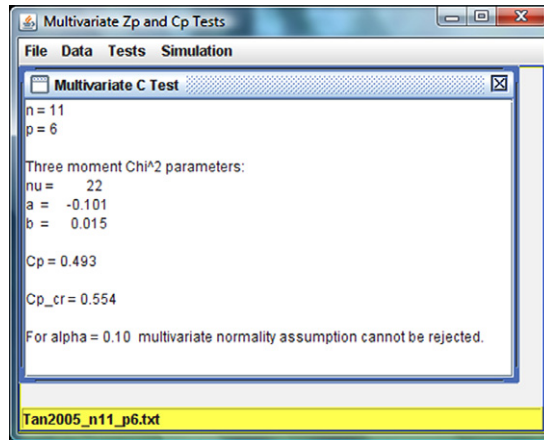 Multivariate Zp and Cp Tests
File Data Tests Simulation
Multivariate C Test
n = 11
p = 6
Three moment Chi^2 parameters:
nu = 22
a = -0.101
b = 0.015
Cp = 0.493
Cp_cr = 0.554
For alpha = 0.10 multivariate normality assumption cannot be rejected.
Tan2005_n11_p6.txt